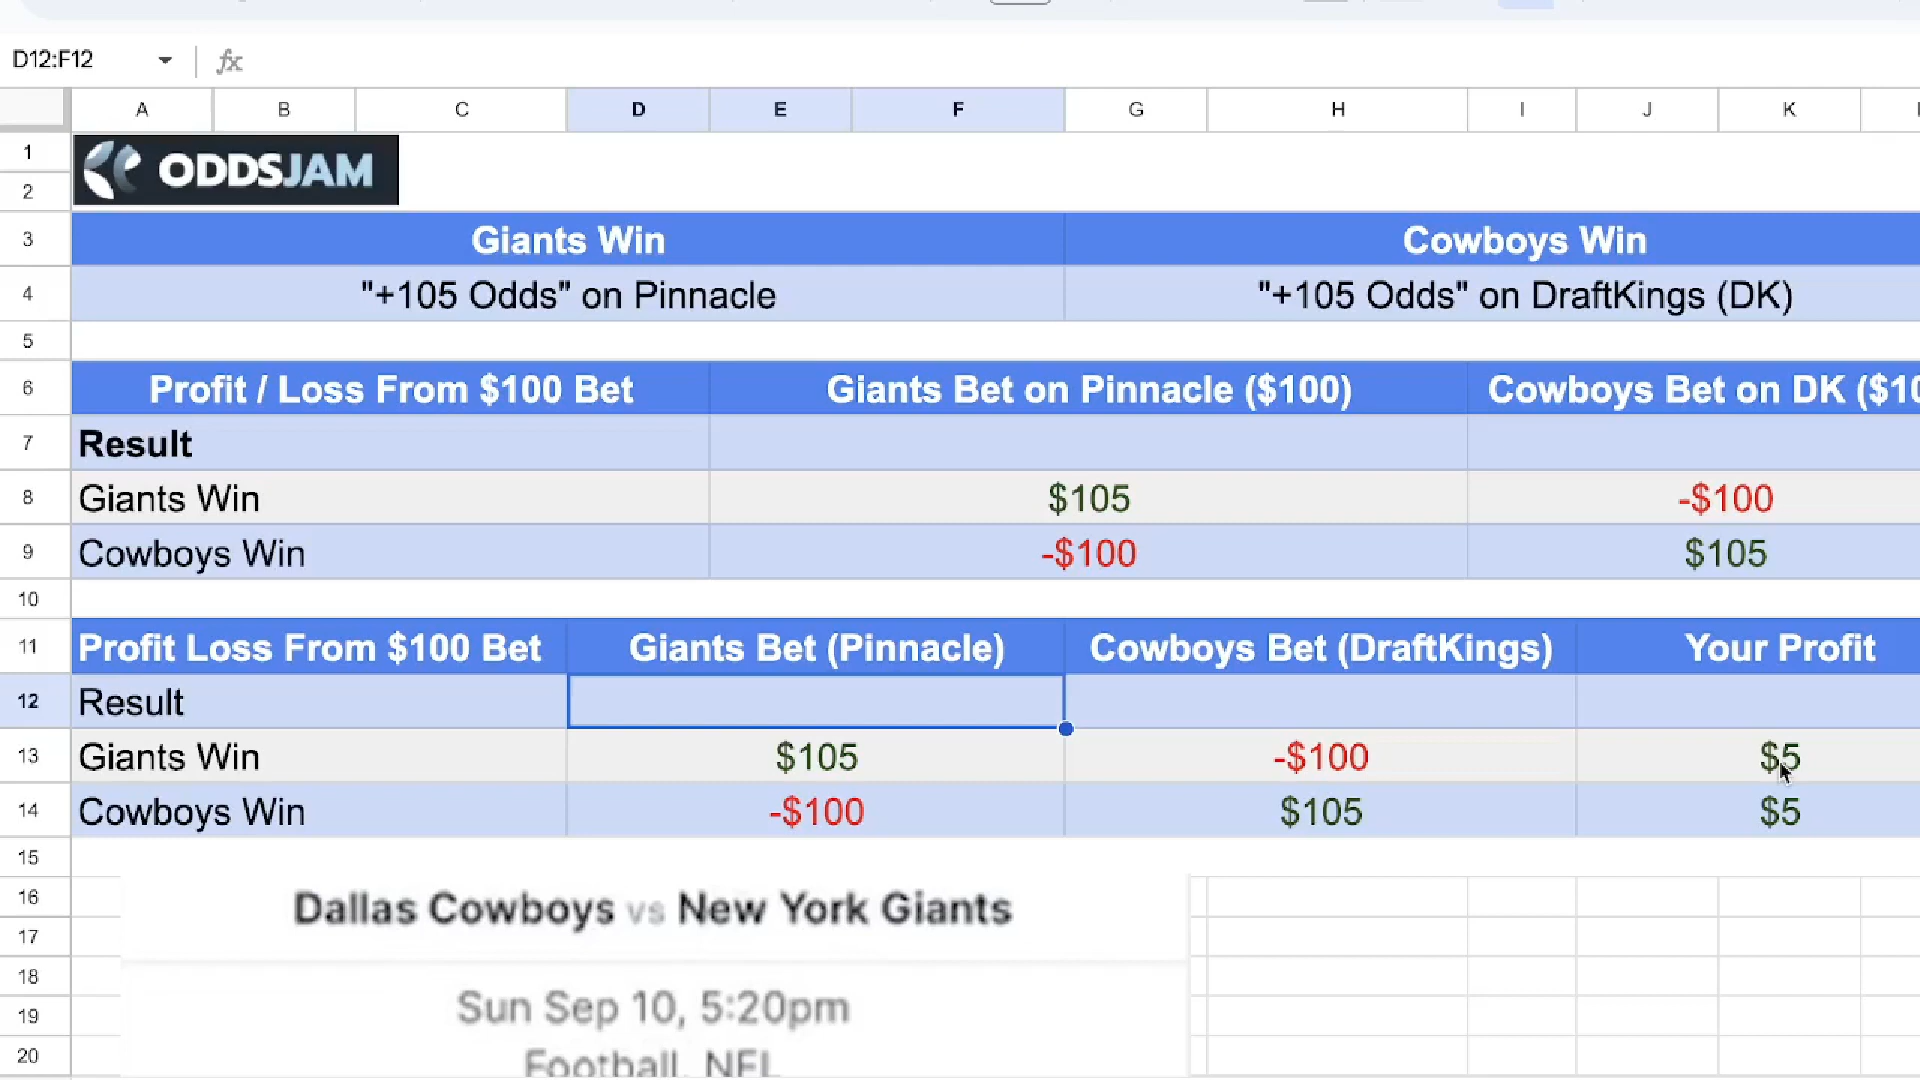 D12:F12 fx
A B C D E F G H I J K
1
2
ODDSJAM
3 Giants Win Cowboys Win
4 "+105 Odds" on Pinnacle "+105 Odds" on DraftKings (DK)
5
6 Profit / Loss From $100 Bet Giants Bet on Pinnacle ($100) Cowboys Bet on DK ($10
7 Result
8 Giants Win $105 -$100
9 Cowboys Win -$100 $105
10
11 Profit Loss From $100 Bet Giants Bet (Pinnacle) Cowboys Bet (DraftKings) Your Profit
12 Result
13 Giants Win $105 -$100 $5
14 Cowboys Win -$100 $105 $5
15
16 Dallas Cowboys vs New York Giants
17
18
19 Sun Sep 10, 5:20pm
20 Football, NFL